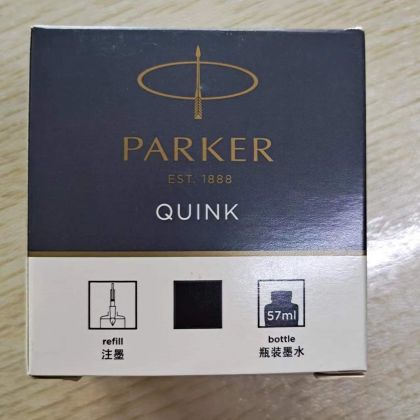 PARKER
EST. 1888
QUINK
57ml
refill
注墨
bottle
瓶装墨水